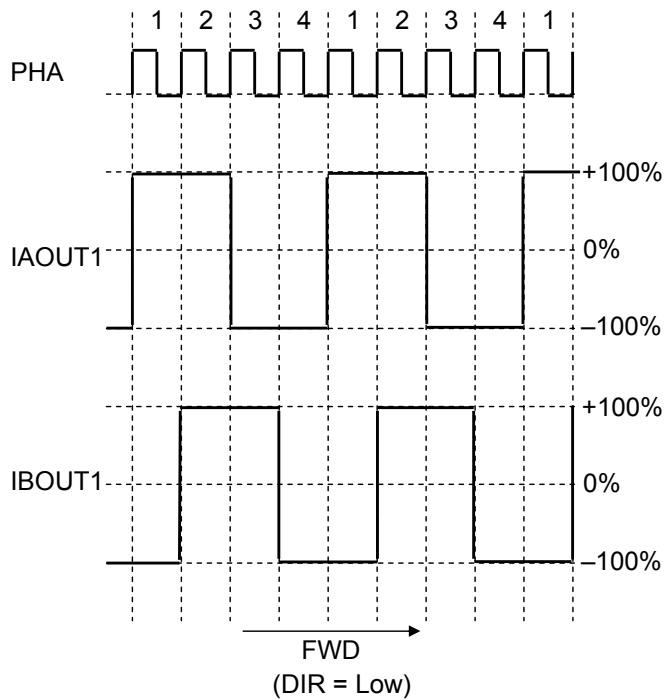 1 2 3 4 1 2 3 4 1
PHA
+100%
IAOUT1
0%
–100%
+100%
IBOUT1
0%
–100%
FWD
(DIR = Low)